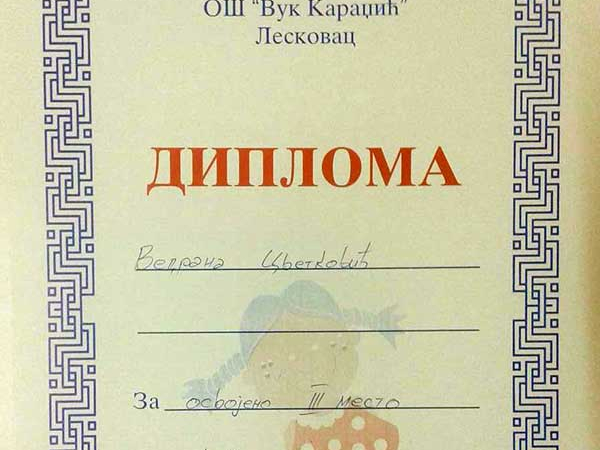 ОШ "Вук Караџић"
Лесковац
ДИПЛОМА
Ведрана Цветковић
За освојено III место